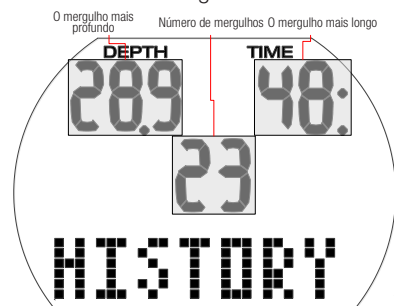 O mergulho mais profundo
Número de mergulhos
O mergulho mais longo
DEPTH
TIME
28.9
48:
23
HISTORY